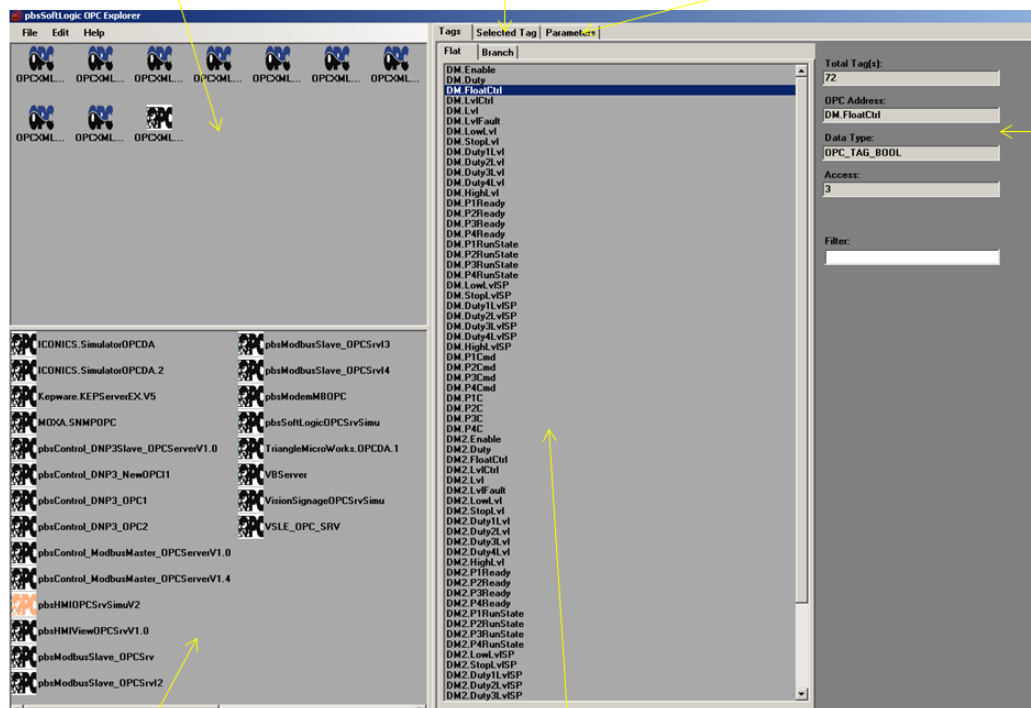 pbsSoftLogic OPC Explorer
File Edit Help
OPCXML... OPCXML... OPCXML... OPCXML... OPCXML... OPCXML... OPCXML...
OPCXML... OPCXML... OPCXML...
ICONICS.SimulatorOPCDA
ICONICS.SimulatorOPCDA.2
Kepware.KEPServerEX.V5
MOXA.SNMPOPC
pbsControl_DNP3Slave_OPCServerV1.0
pbsControl_DNP3_NewOPCI1
pbsControl_DNP3_OPC1
pbsControl_DNP3_OPC2
pbsControl_ModbusMaster_OPCServerV1.0
pbsControl_ModbusMaster_OPCServerV1.4
pbsHMIOPCSrvSimuV2
pbsHMIViewOPCSrvV1.0
pbsModbusSlave_OPCSrv
pbsModbusSlave_OPCSrvI2
pbsModbusSlave_OPCSrvI3
pbsModbusSlave_OPCSrvI4
pbsModemMBOPC
pbsSoftLogicOPCSrvSimu
TriangleMicroWorks.OPCDA.1
VBServer
VisionSignageOPCSrvSimu
VSLE_OPC_SRV
Tags Selected Tag Parameters
Flat Branch
DM.Enable
DM.Duty
DM.FloatCtrl
DM.LvlCtrl
DM.Lvl
DM.LvlFault
DM.LowLvl
DM.StopLvl
DM.Duty1Lvl
DM.Duty2Lvl
DM.Duty3Lvl
DM.Duty4Lvl
DM.HighLvl
DM.P1Ready
DM.P2Ready
DM.P3Ready
DM.P4Ready
DM.P1RunState
DM.P2RunState
DM.P3RunState
DM.P4RunState
DM.LowLvlSP
DM.StopLvlSP
DM.Duty1LvlSP
DM.Duty2LvlSP
DM.Duty3LvlSP
DM.Duty4LvlSP
DM.HighLvlSP
DM.P1Cmd
DM.P2Cmd
DM.P3Cmd
DM.P4Cmd
DM.P1C
DM.P2C
DM.P3C
DM.P4C
DM2.Enable
DM2.Duty
DM2.FloatCtrl
DM2.LvlCtrl
DM2.Lvl
DM2.LvlFault
DM2.LowLvl
DM2.StopLvl
DM2.Duty1Lvl
DM2.Duty2Lvl
DM2.Duty3Lvl
DM2.Duty4Lvl
DM2.HighLvl
DM2.P1Ready
DM2.P2Ready
DM2.P3Ready
DM2.P4Ready
DM2.P1RunState
DM2.P2RunState
DM2.P3RunState
DM2.P4RunState
DM2.LowLvlSP
DM2.StopLvlSP
DM2.Duty1LvlSP
DM2.Duty2LvlSP
DM2.Duty3LvlSP
Total Tag(s):
72
OPC Address:
DM.FloatCtrl
Data Type:
OPC_TAG_BOOL
Access:
3
Filter: